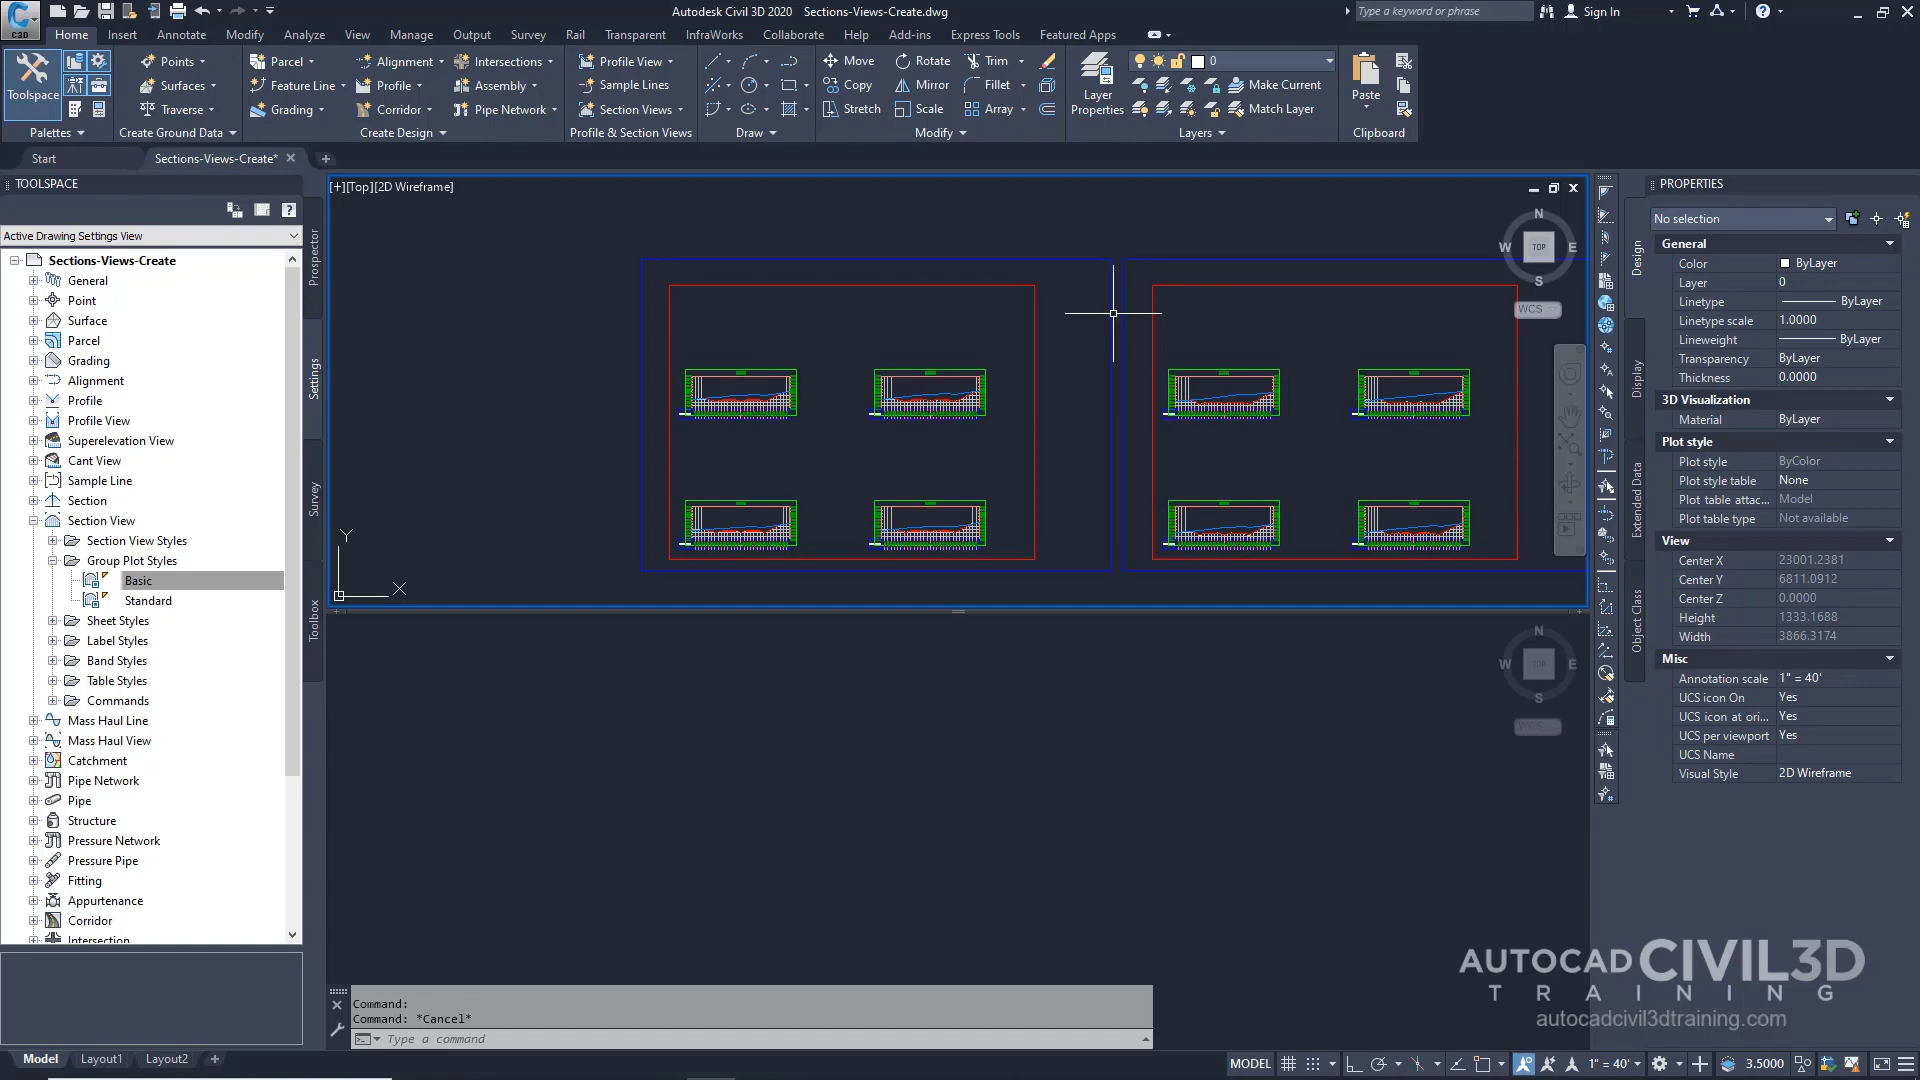 Autodesk Civil 3D 2020 Sections-Views-Create.dwg
Type a keyword or phrase
Sign In
C3D
Home Insert Annotate Modify Analyze View Manage Output Survey Rail Transparent InfraWorks Collaborate Help Add-ins Express Tools Featured Apps
Toolspace
Palettes
Points
Surfaces
Traverse
Create Ground Data
Parcel
Feature Line
Grading
Alignment
Profile
Corridor
Intersections
Assembly
Pipe Network
Create Design
Profile View
Sample Lines
Section Views
Profile & Section Views
Draw
Move
Copy
Stretch
Rotate
Mirror
Scale
Trim
Fillet
Array
Modify
Layer
Properties
0
Make Current
Match Layer
Layers
Paste
Clipboard
Start
Sections-Views-Create*
TOOLSPACE
Active Drawing Settings View
Sections-Views-Create
General
Point
Surface
Parcel
Grading
Alignment
Profile
Profile View
Superelevation View
Cant View
Sample Line
Section
Section View
Section View Styles
Group Plot Styles
Basic
Standard
Sheet Styles
Label Styles
Band Styles
Table Styles
Commands
Mass Haul Line
Mass Haul View
Catchment
Pipe Network
Pipe
Structure
Pressure Network
Pressure Pipe
Fitting
Appurtenance
Corridor
Intersection
Prospector
Settings
Survey
Toolbox
[+][Top][2D Wireframe]
N
W TOP E
S
WCS
Y
X
N
W TOP E
S
Command:
Command: *Cancel*
Type a command
PROPERTIES
No selection
Design
Display
Extended Data
Object Class
General
Color ByLayer
Layer 0
Linetype ByLayer
Linetype scale 1.0000
Lineweight ByLayer
Transparency ByLayer
Thickness 0.0000
3D Visualization
Material ByLayer
Plot style
Plot style ByColor
Plot style table None
Plot table attac... Model
Plot table type Not available
View
Center X 23001.2381
Center Y 6811.0912
Center Z 0.0000
Height 1333.1688
Width 3866.3174
Misc
Annotation scale 1" = 40'
UCS icon On Yes
UCS icon at ori... Yes
UCS per viewport Yes
UCS Name
Visual Style 2D Wireframe
AUTOCAD CIVIL3D
TRAINING
autocadcivil3dtraining.com
Model Layout1 Layout2
MODEL
1" = 40'
3.5000